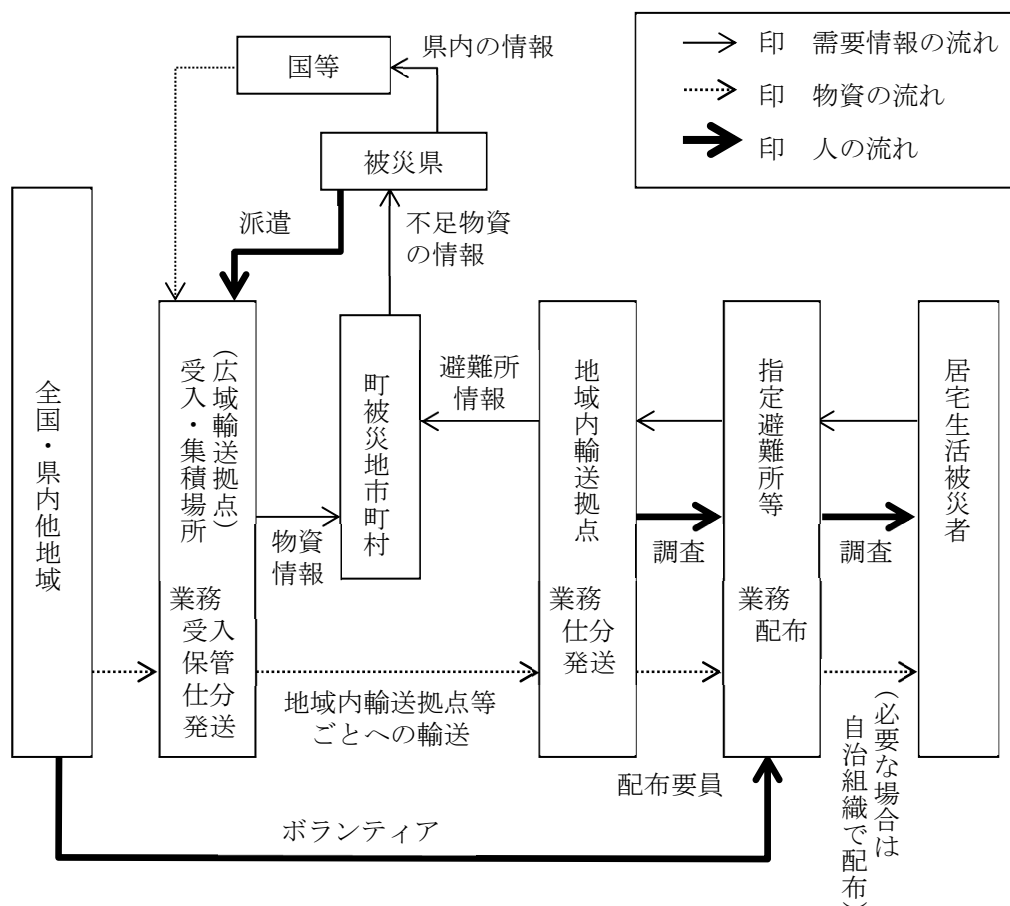 国等
県内の情報
印 需要情報の流れ
印 物資の流れ
印 人の流れ
被災県
派遣
不足物資
の情報
全国・県内他地域
(広域輸送拠点)
受入・集積場所
業務
受入
保管
仕分
発送
物資
情報
町被災地市町村
避難所
情報
地域内輸送拠点
業務
仕分
発送
調査
指定避難所等
業務
配布
調査
居宅生活被災者
地域内輸送拠点等
ごとへの輸送
配布要員
ボランティア
(必要な場合は
自治組織で配布)